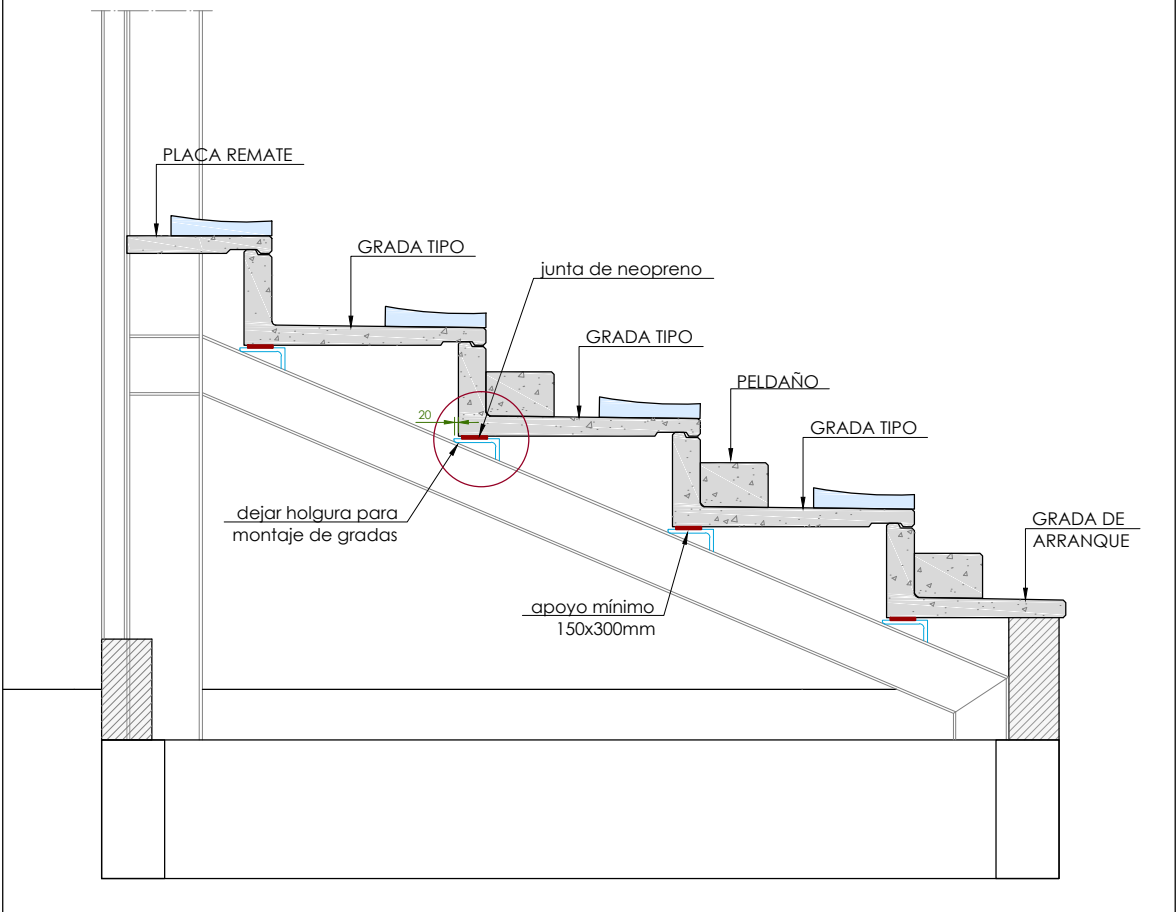 PLACA REMATE
GRADA TIPO
junta de neopreno
GRADA TIPO
PELDAÑO
20
GRADA TIPO
dejar holgura para
montaje de gradas
GRADA DE
ARRANQUE
apoyo mínimo
150x300mm